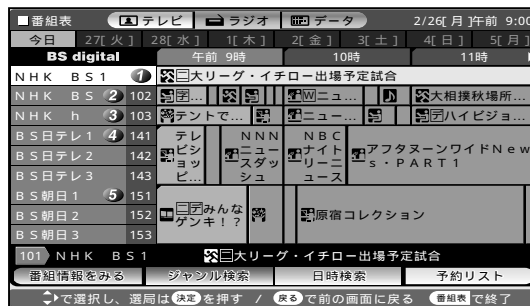 ■番組表 テレビ ラジオ データ 2/26[月]午前 9:00
今日 27[火] 28[水] 1[木] 2[金] 3[土] 4[日] 5[月]
BS digital 午前 9時 10時 11時
NHK BS1 1 二大リーグ・イチロー出場予定試合
NHK BS 2 102 字... Wニュ... 大相撲秋場所...
NHK h 3 103 テントで... ニュー... デハイビジョ...
BS日テレ1 4 141 テレビショッピ... NNNニュースダッシュ NBCナイトリーニュース アフタヌーンワイドNews・PART1
BS日テレ2 142
BS日テレ3 143
BS朝日1 5 151 二デみんなゲンキ!? 原宿コレクション
BS朝日2 152
BS朝日3 153
101 NHK BS1 二大リーグ・イチロー出場予定試合
番組情報をみる ジャンル検索 日時検索 予約リスト
で選択し、選局は 決定 を押す / 戻る で前の画面に戻る 番組表 で終了